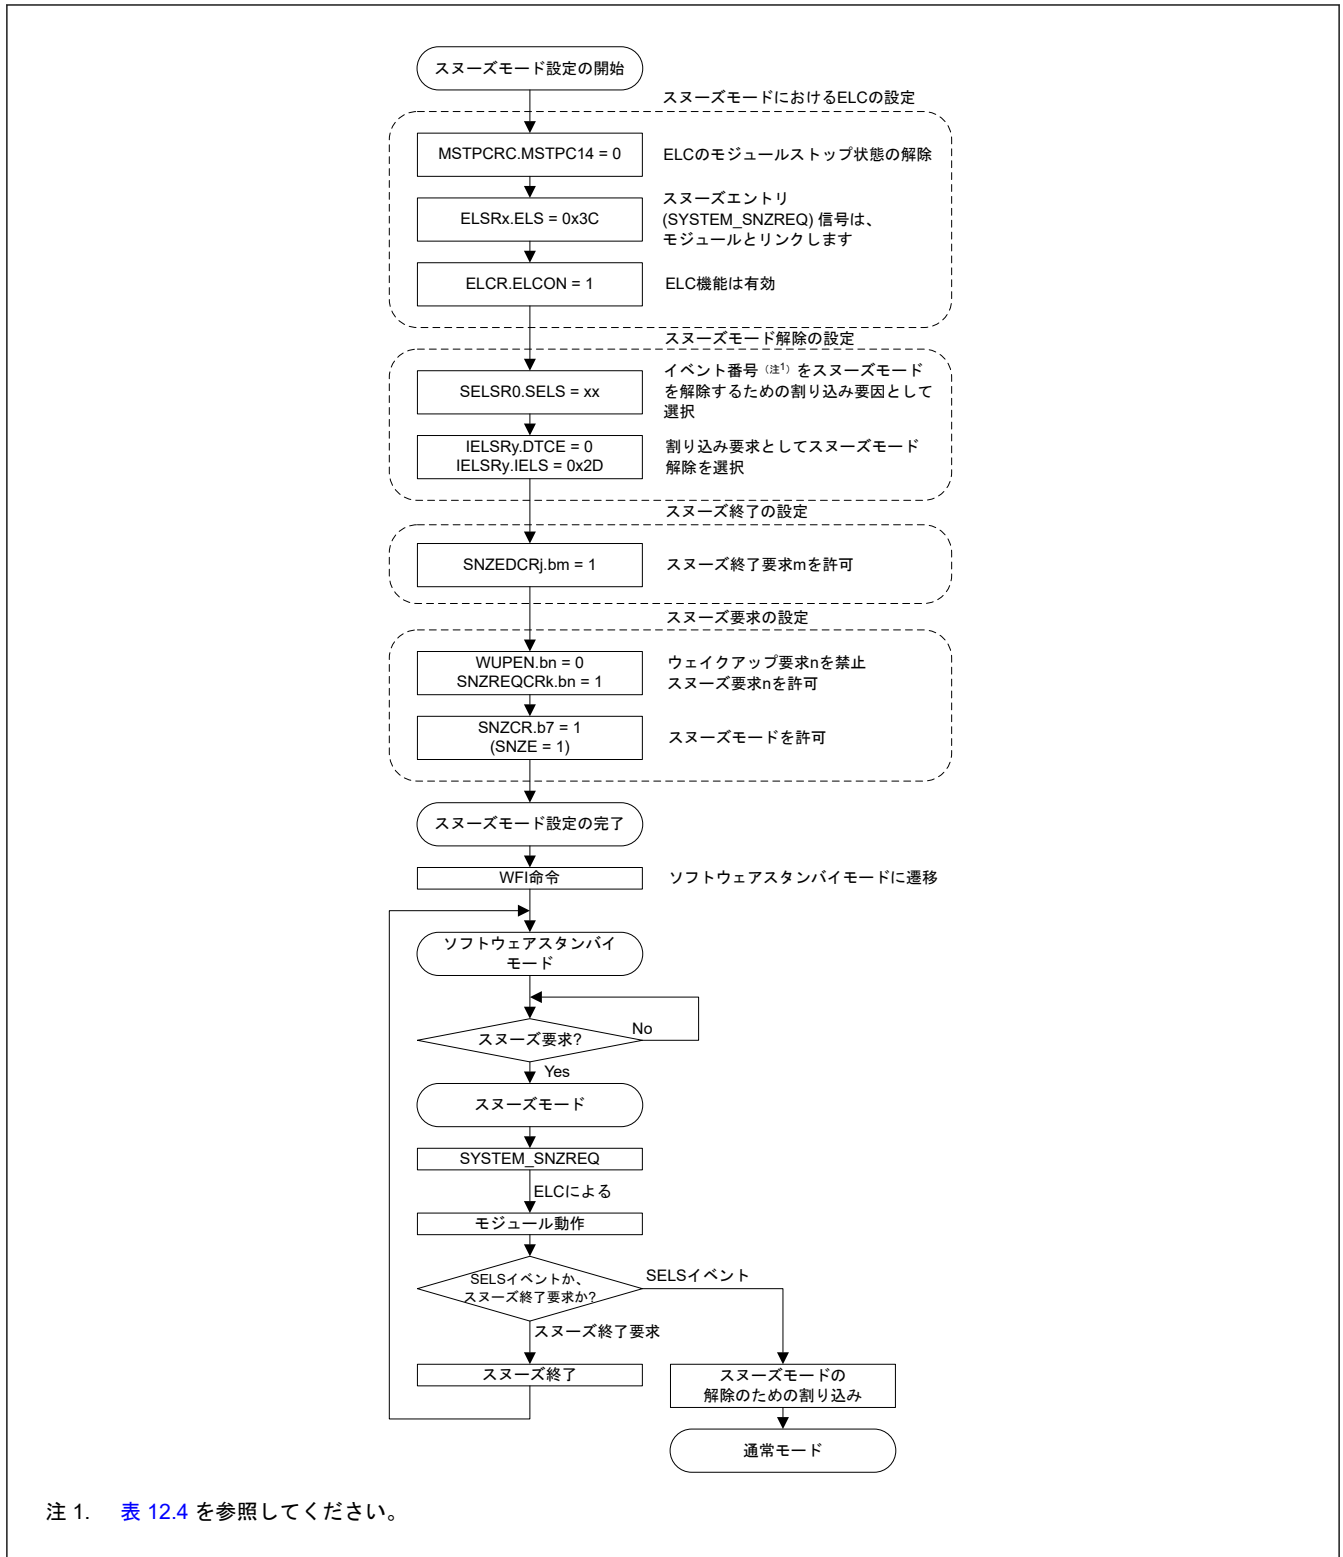 スヌーズモード設定の開始
スヌーズモードにおけるELCの設定
MSTPCRC.MSTPC14 = 0
ELCのモジュールストップ状態の解除
ELSRx.ELS = 0x3C
スヌーズエントリ
(SYSTEM_SNZREQ) 信号は、
モジュールとリンクします
ELCR.ELCON = 1
ELC機能は有効
スヌーズモード解除の設定
SELSR0.SELS = xx
イベント番号（注1）をスヌーズモード
を解除するための割り込み要因として
選択
IELSRy.DTCE = 0
IELSRy.IELS = 0x2D
割り込み要求としてスヌーズモード
解除を選択
スヌーズ終了の設定
SNZEDCRj.bm = 1
スヌーズ終了要求mを許可
スヌーズ要求の設定
WUPEN.bn = 0
SNZREQCRk.bn = 1
ウェイクアップ要求nを禁止
スヌーズ要求nを許可
SNZCR.b7 = 1
(SNZE = 1)
スヌーズモードを許可
スヌーズモード設定の完了
WFI命令
ソフトウェアスタンバイモードに遷移
ソフトウェアスタンバイ
モード
スヌーズ要求?
No
Yes
スヌーズモード
SYSTEM_SNZREQ
ELCによる
モジュール動作
SELSイベントか、
スヌーズ終了要求か?
SELSイベント
スヌーズ終了要求
スヌーズ終了
スヌーズモードの
解除のための割り込み
通常モード
注 1. 表 12.4 を参照してください。